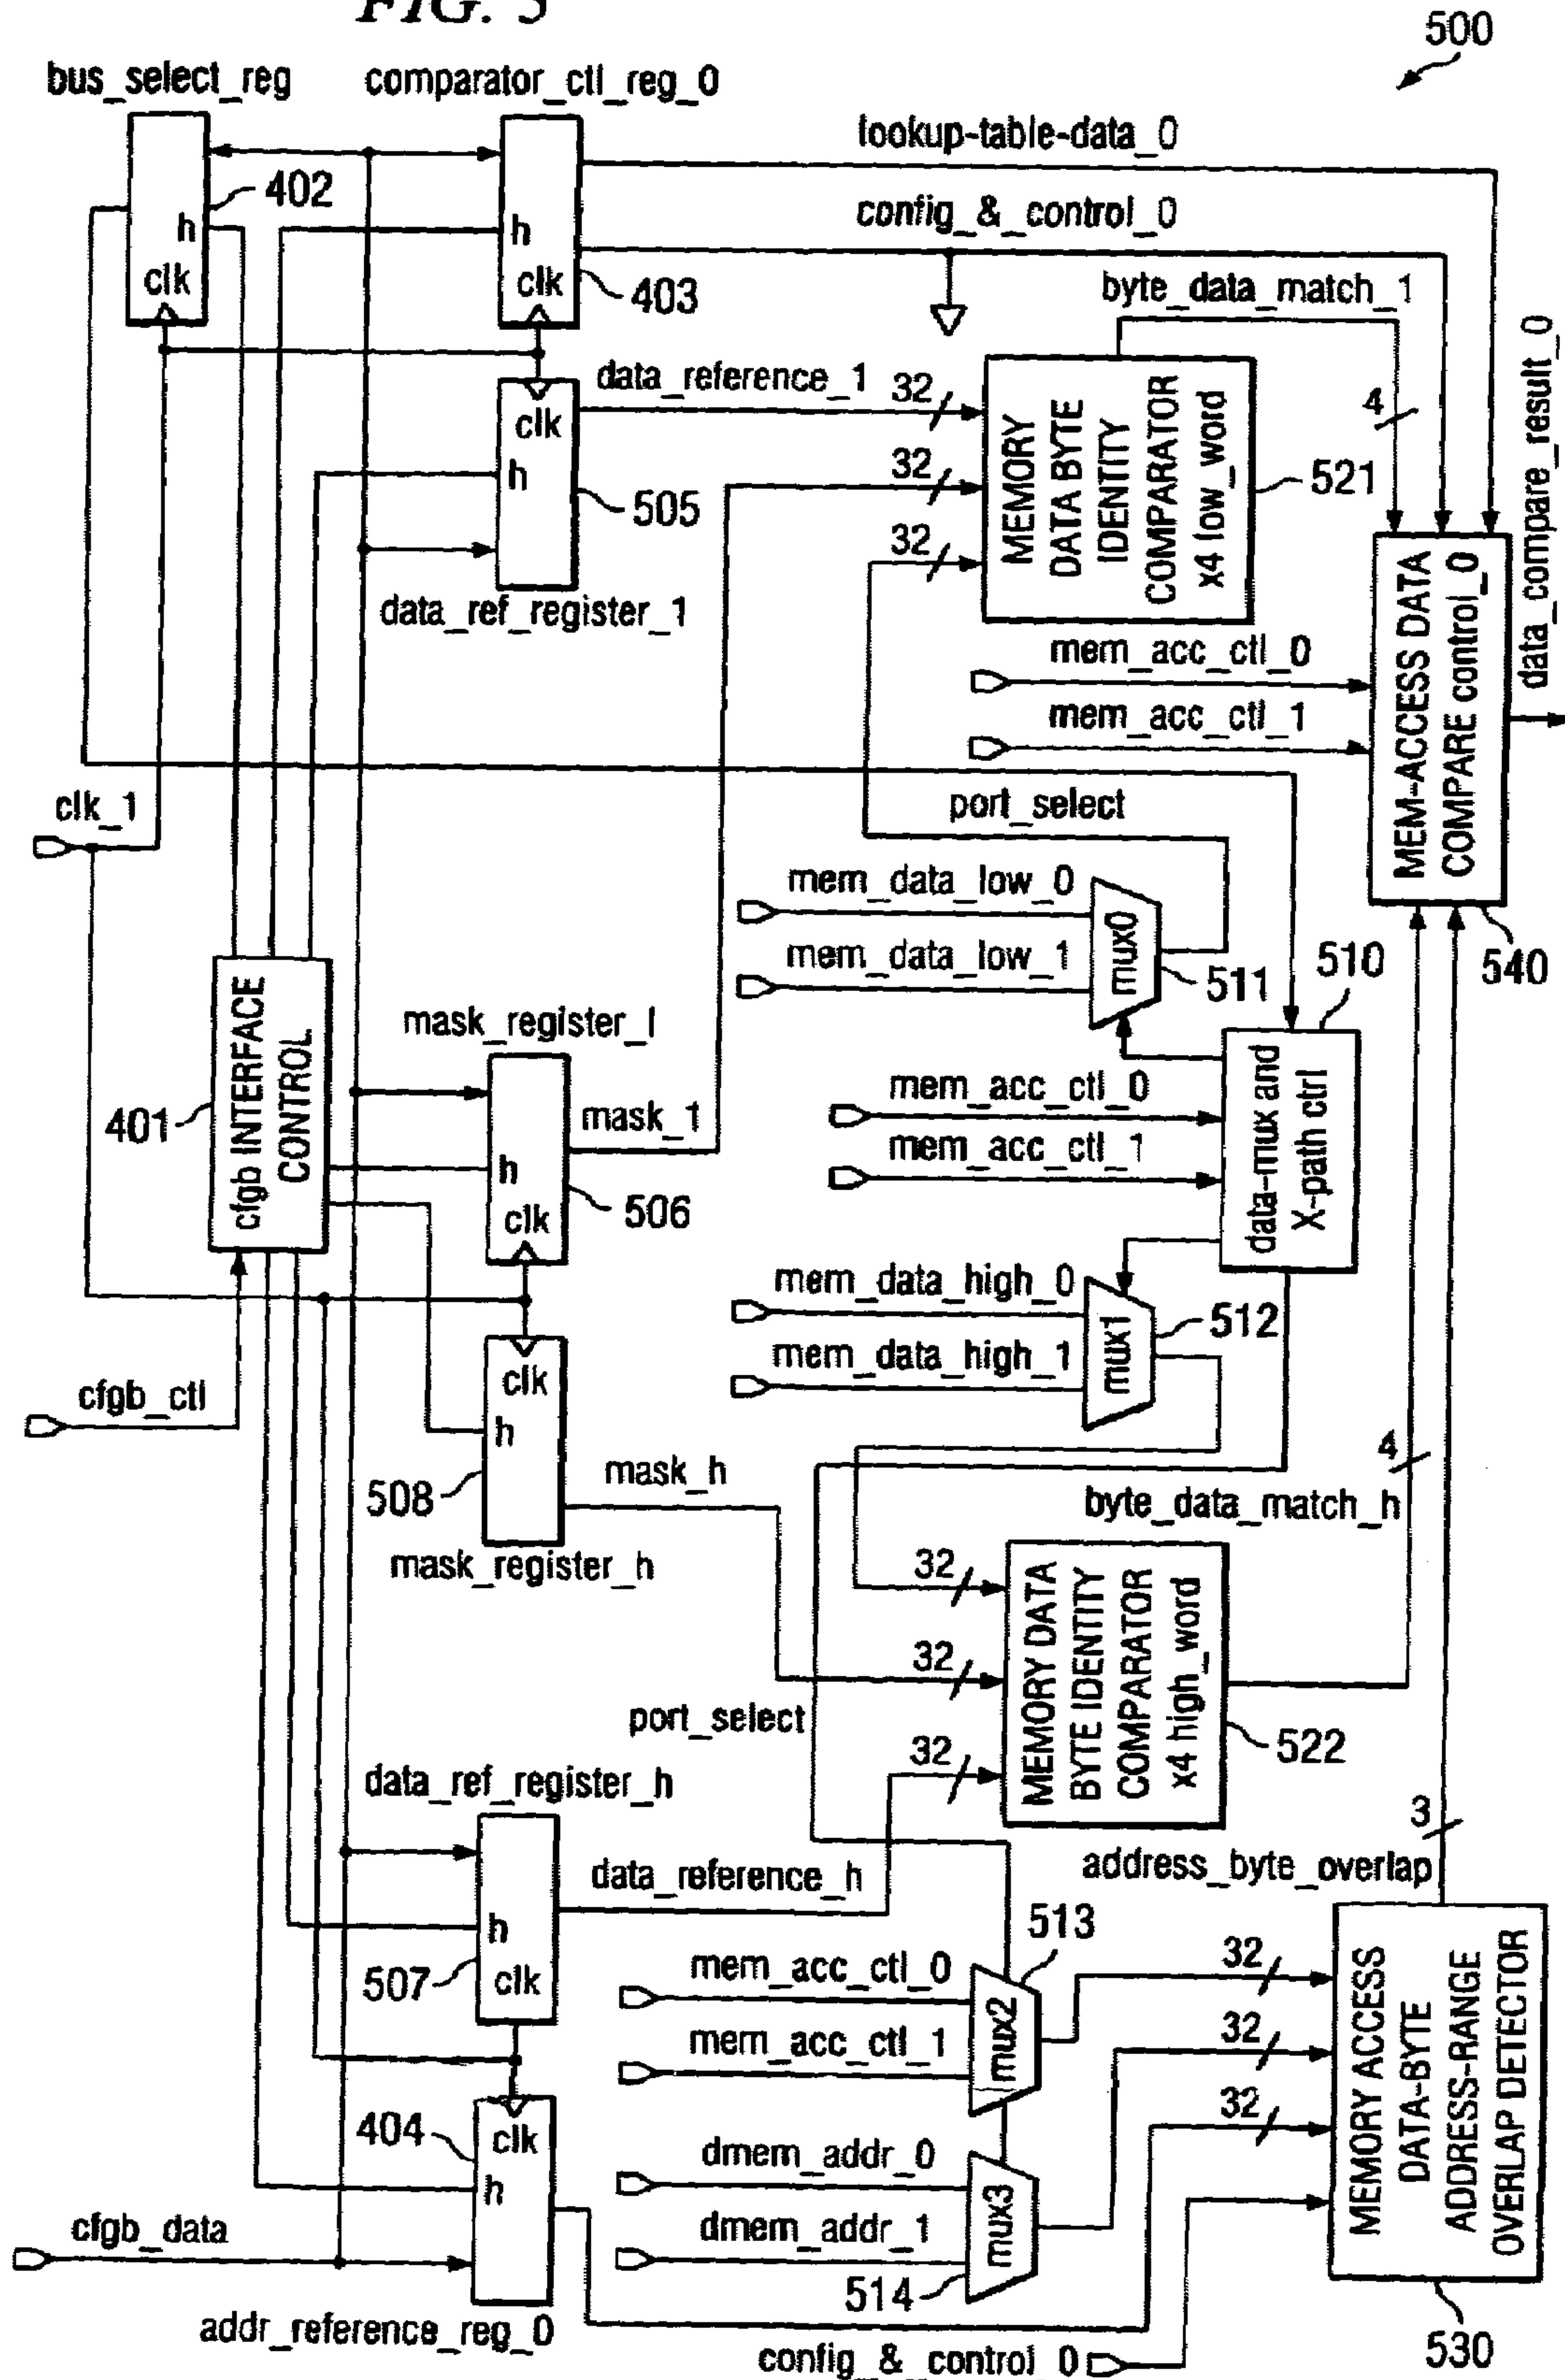 FIG. 5
500
bus_select_reg
comparator_ctl_reg_0
lookup-table-data_0
402
h
clk
h
clk
403
config_&_control_0
byte_data_match_1
data_reference_1
32
clk
h
505
data_ref_register_1
32
32
MEMORY
DATA BYTE
IDENTITY
COMPARATOR
x4 low_word
521
4
data_compare_result_0
mem_acc_ctl_0
mem_acc_ctl_1
MEM-ACCESS DATA
COMPARE control_0
540
clk_1
port_select
mem_data_low_0
mem_data_low_1
mux0
511
510
cfgb INTERFACE
CONTROL
401
mask_register_l
mask_1
h
clk
506
mem_acc_ctl_0
mem_acc_ctl_1
data-mux and
X-path ctrl
mem_data_high_0
mem_data_high_1
mux1
512
cfgb_ctl
clk
h
508
mask_h
mask_register_h
4
byte_data_match_h
32
32
32
MEMORY DATA
BYTE IDENTITY
COMPARATOR
x4 high_word
522
port_select
data_ref_register_h
h
507
clk
data_reference_h
3
address_byte_overlap
513
mem_acc_ctl_0
mem_acc_ctl_1
mux2
32
32
32
MEMORY ACCESS
DATA-BYTE
ADDRESS-RANGE
OVERLAP DETECTOR
530
404
clk
h
dmem_addr_0
dmem_addr_1
mux3
514
cfgb_data
addr_reference_reg_0
config_&_control_0